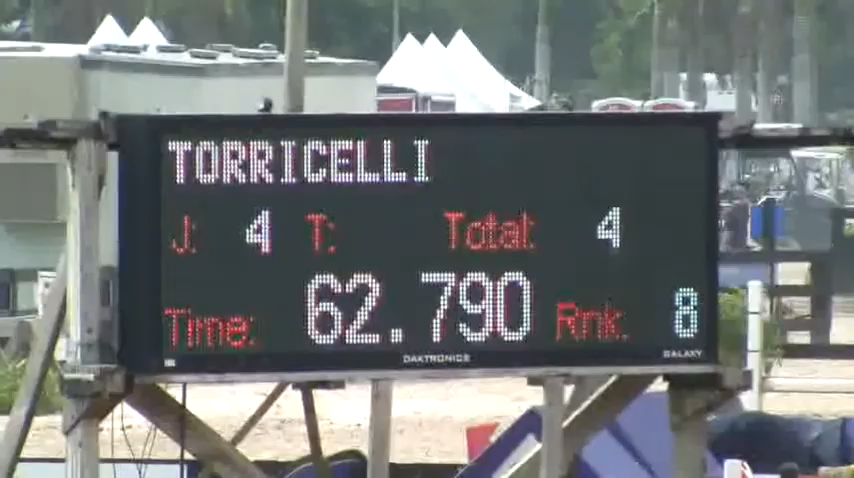 TORRICELLI
J: 4 T: Total: 4
Time: 62.790 Rnk: 8
DAKTRONICS GALAXY